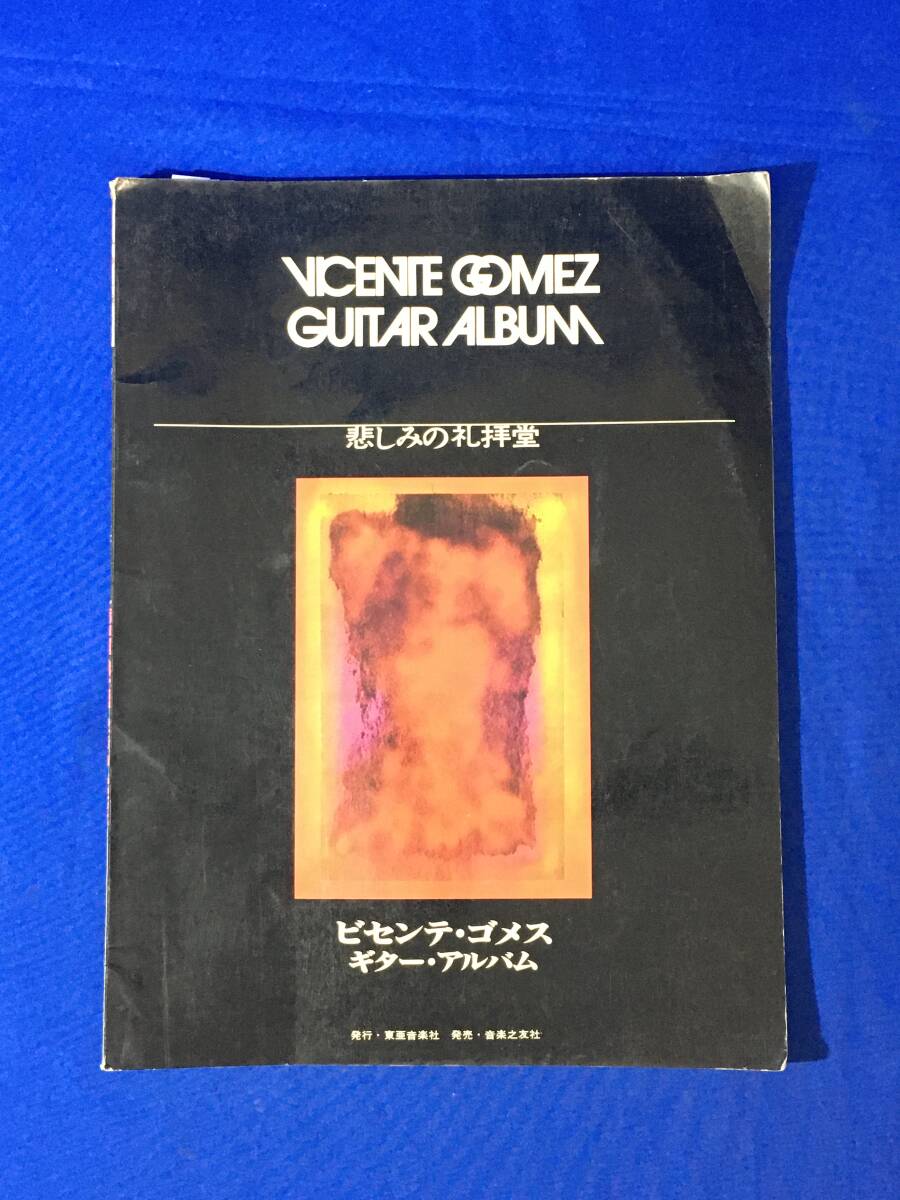 VICENTE GOMEZ
GUITAR ALBUM
悲しみの礼拝堂
ビセンテ・ゴメス
ギター・アルバム
発行・東亜音楽社 発売・音楽之友社